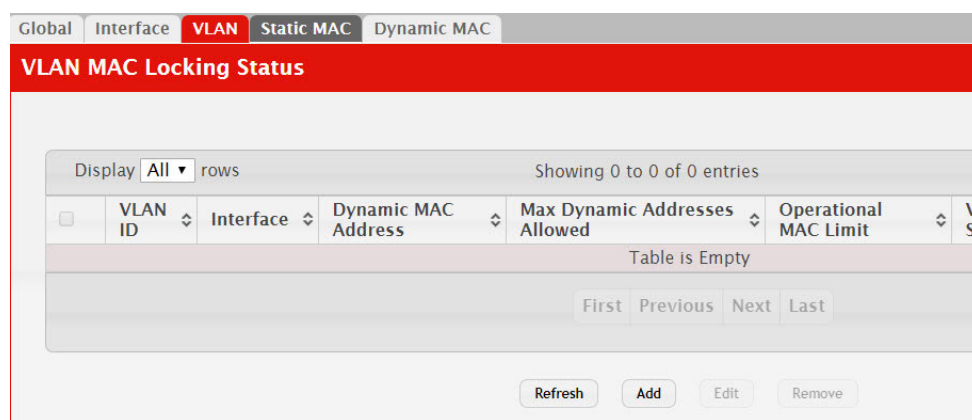 Global Interface VLAN Static MAC Dynamic MAC
VLAN MAC Locking Status
Display All rows Showing 0 to 0 of 0 entries
VLAN ID Interface Dynamic MAC Address Max Dynamic Addresses Allowed Operational MAC Limit
Table is Empty
First Previous Next Last
Refresh Add Edit Remove